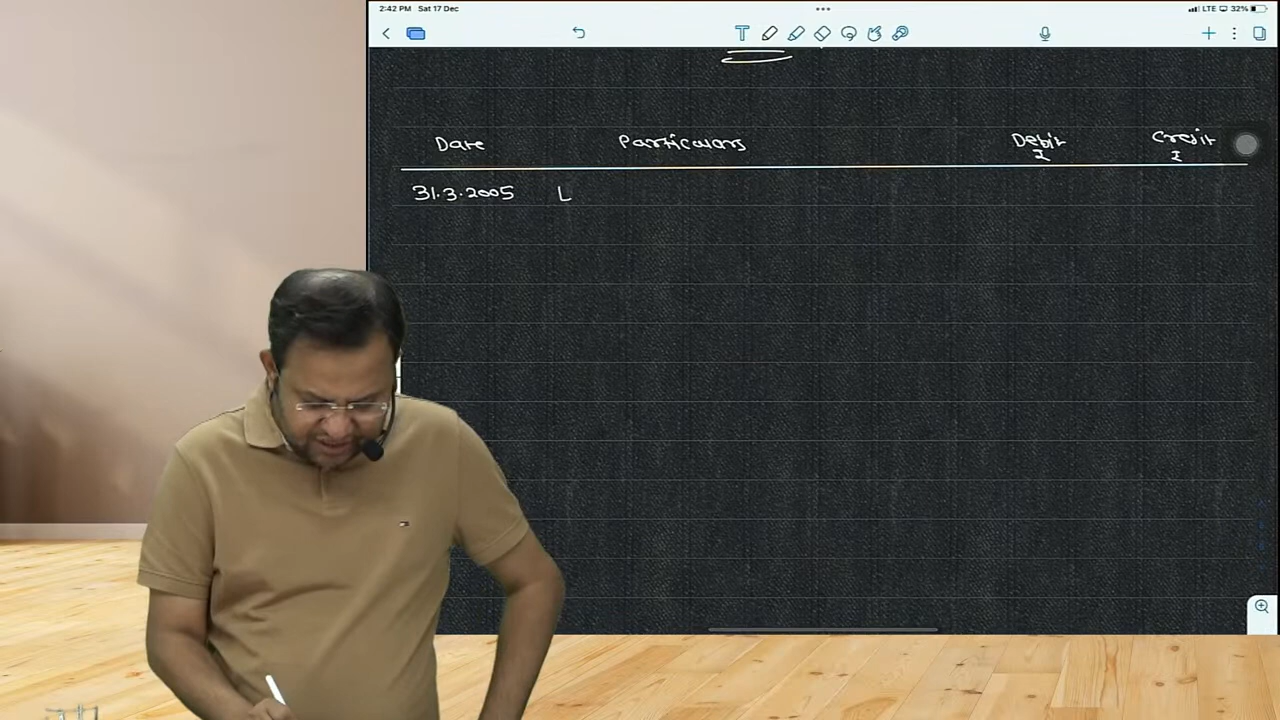 2:42 PM Sat 17 Dec LTE 32%
T
Date Particulars Debit Credit
₹ ₹
31.3.2005 L